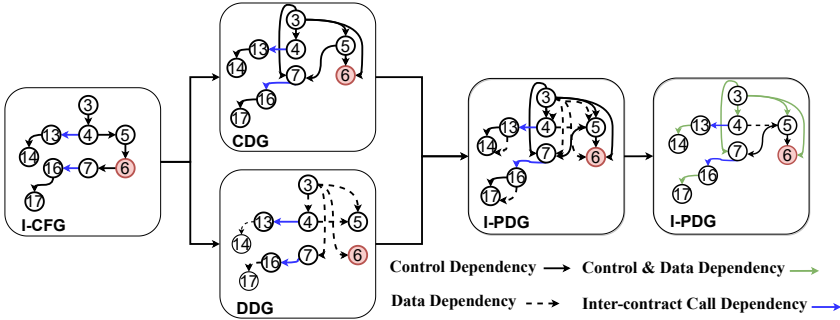 3
13 4 5
14
16 7 6
17
I-CFG
3
13 4 5
14
7 6
16
17
CDG
3
13 4 5
14
7 6
16
17
DDG
3
13 4 5
14
7 6
16
17
I-PDG
3
13 4 5
14
7 6
16
17
I-PDG
Control Dependency
Control & Data Dependency
Data Dependency
Inter-contract Call Dependency